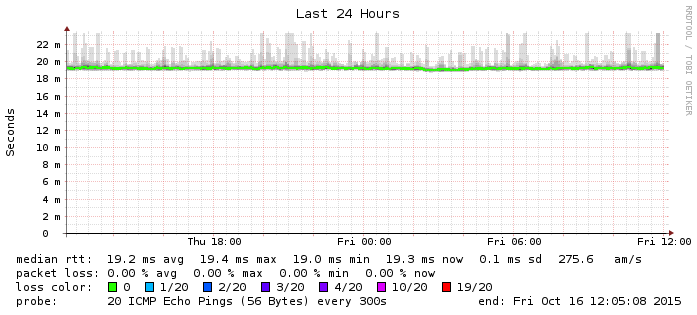 Last 24 Hours
RRDTOOL / TOBI OETIKER
Seconds
22 m
20 m
18 m
16 m
14 m
12 m
10 m
8 m
6 m
4 m
2 m
0
Thu 18:00 Fri 00:00 Fri 06:00 Fri 12:00
median rtt: 19.2 ms avg 19.4 ms max 19.0 ms min 19.3 ms now 0.1 ms sd 275.6 am/s
packet loss: 0.00 % avg 0.00 % max 0.00 % min 0.00 % now
loss color: 0 1/20 2/20 3/20 4/20 10/20 19/20
probe: 20 ICMP Echo Pings (56 Bytes) every 300s end: Fri Oct 16 12:05:08 2015